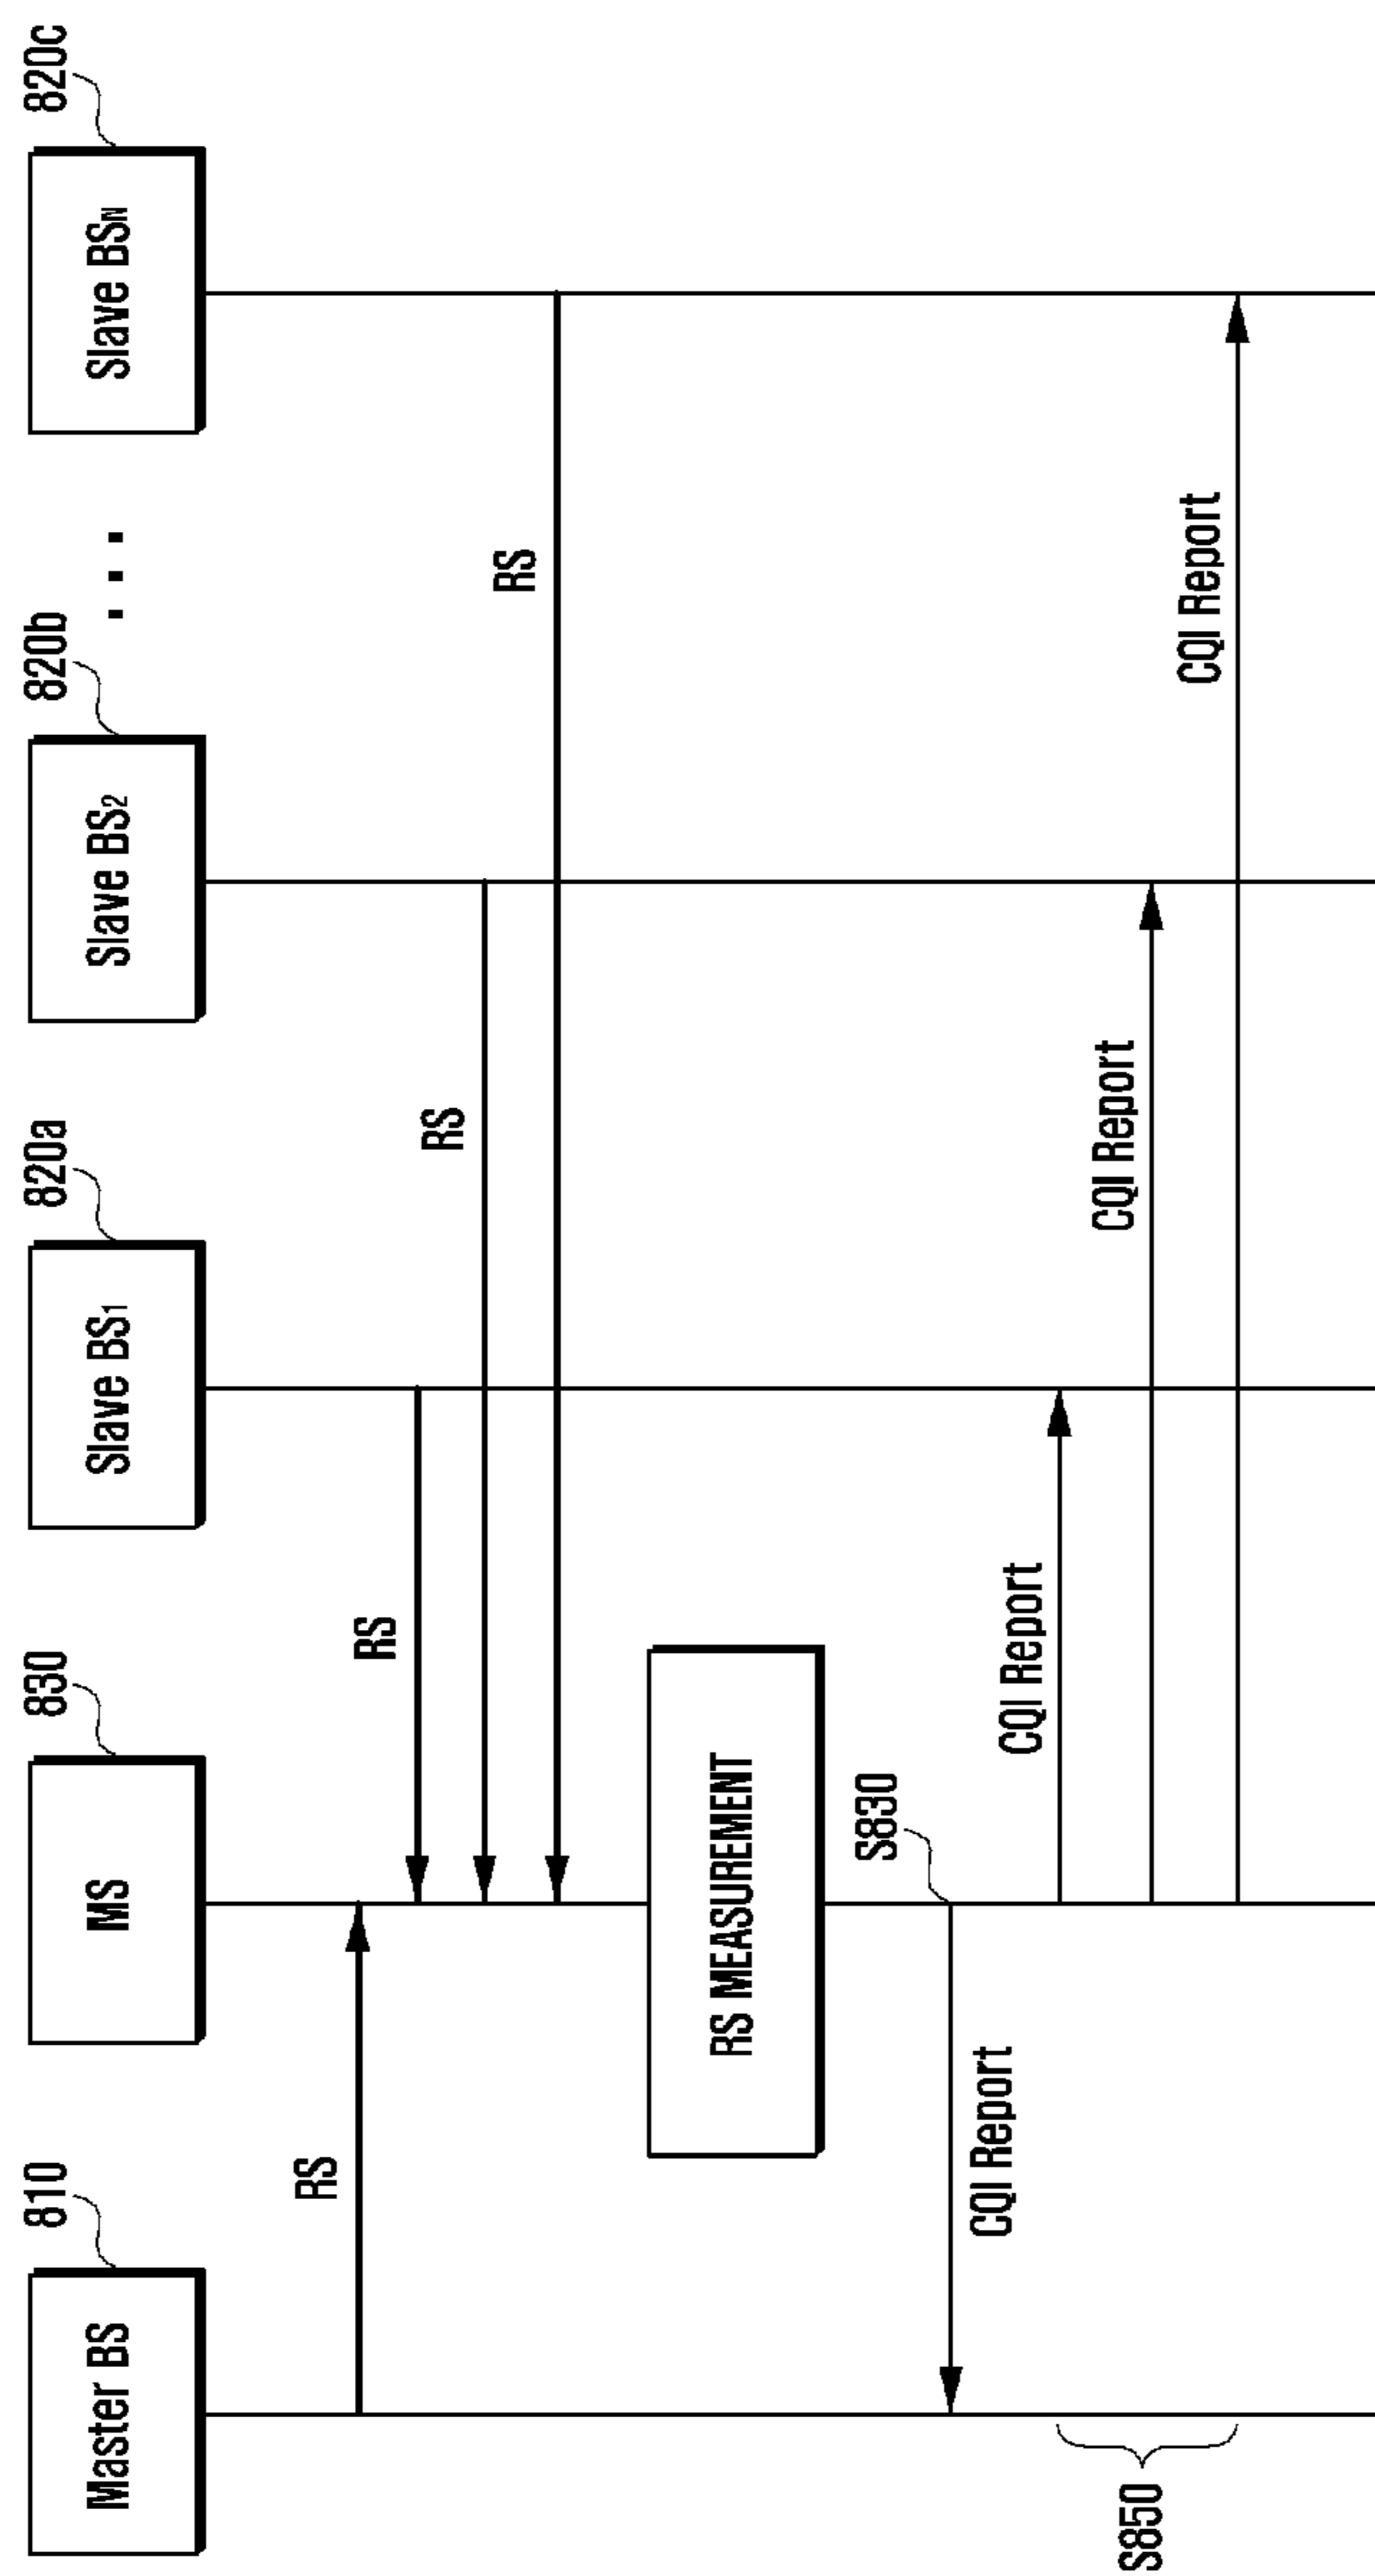 810
830
820a
820b
820c
Master BS
MS
Slave BS1
Slave BS2
...
Slave BSN
RS
RS
RS
RS
RS MEASUREMENT
S830
CQI Report
CQI Report
CQI Report
CQI Report
S850